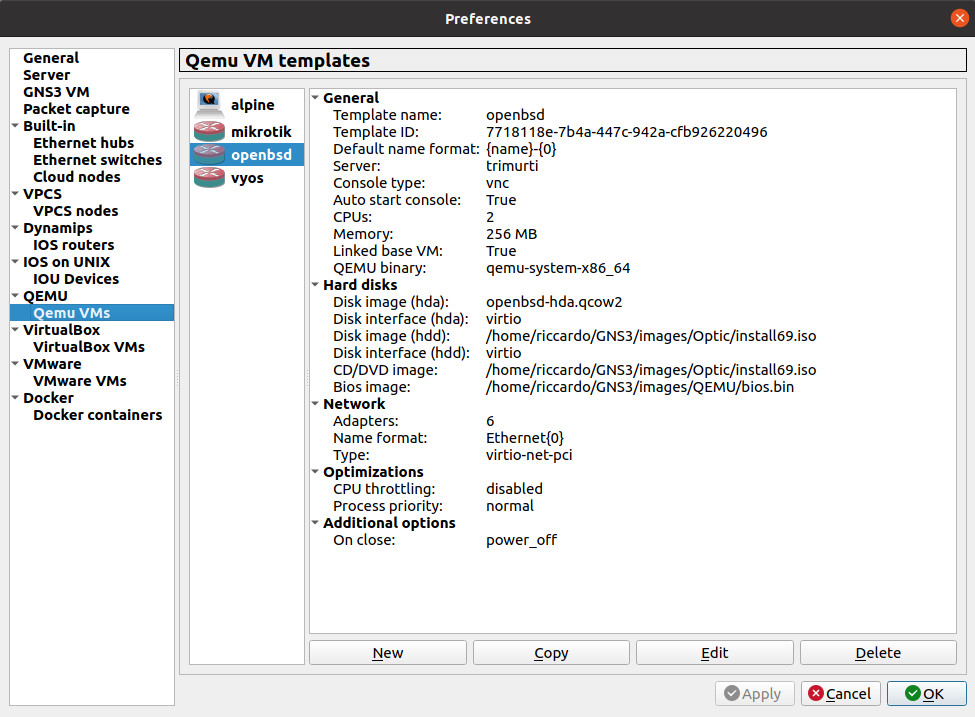 Preferences
General
Server
GNS3 VM
Packet capture
Built-in
Ethernet hubs
Ethernet switches
Cloud nodes
VPCS
VPCS nodes
Dynamips
IOS routers
IOS on UNIX
IOU Devices
QEMU
Qemu VMs
VirtualBox
VirtualBox VMs
VMware
VMware VMs
Docker
Docker containers
Qemu VM templates
alpine
mikrotik
openbsd
vyos
General
Template name: openbsd
Template ID: 7718118e-7b4a-447c-942a-cfb926220496
Default name format: {name}-{0}
Server: trimurti
Console type: vnc
Auto start console: True
CPUs: 2
Memory: 256 MB
Linked base VM: True
QEMU binary: qemu-system-x86_64
Hard disks
Disk image (hda): openbsd-hda.qcow2
Disk interface (hda): virtio
Disk image (hdd): /home/riccardo/GNS3/images/Optic/install69.iso
Disk interface (hdd): virtio
CD/DVD image: /home/riccardo/GNS3/images/Optic/install69.iso
Bios image: /home/riccardo/GNS3/images/QEMU/bios.bin
Network
Adapters: 6
Name format: Ethernet{0}
Type: virtio-net-pci
Optimizations
CPU throttling: disabled
Process priority: normal
Additional options
On close: power_off
New Copy Edit Delete
Apply Cancel OK